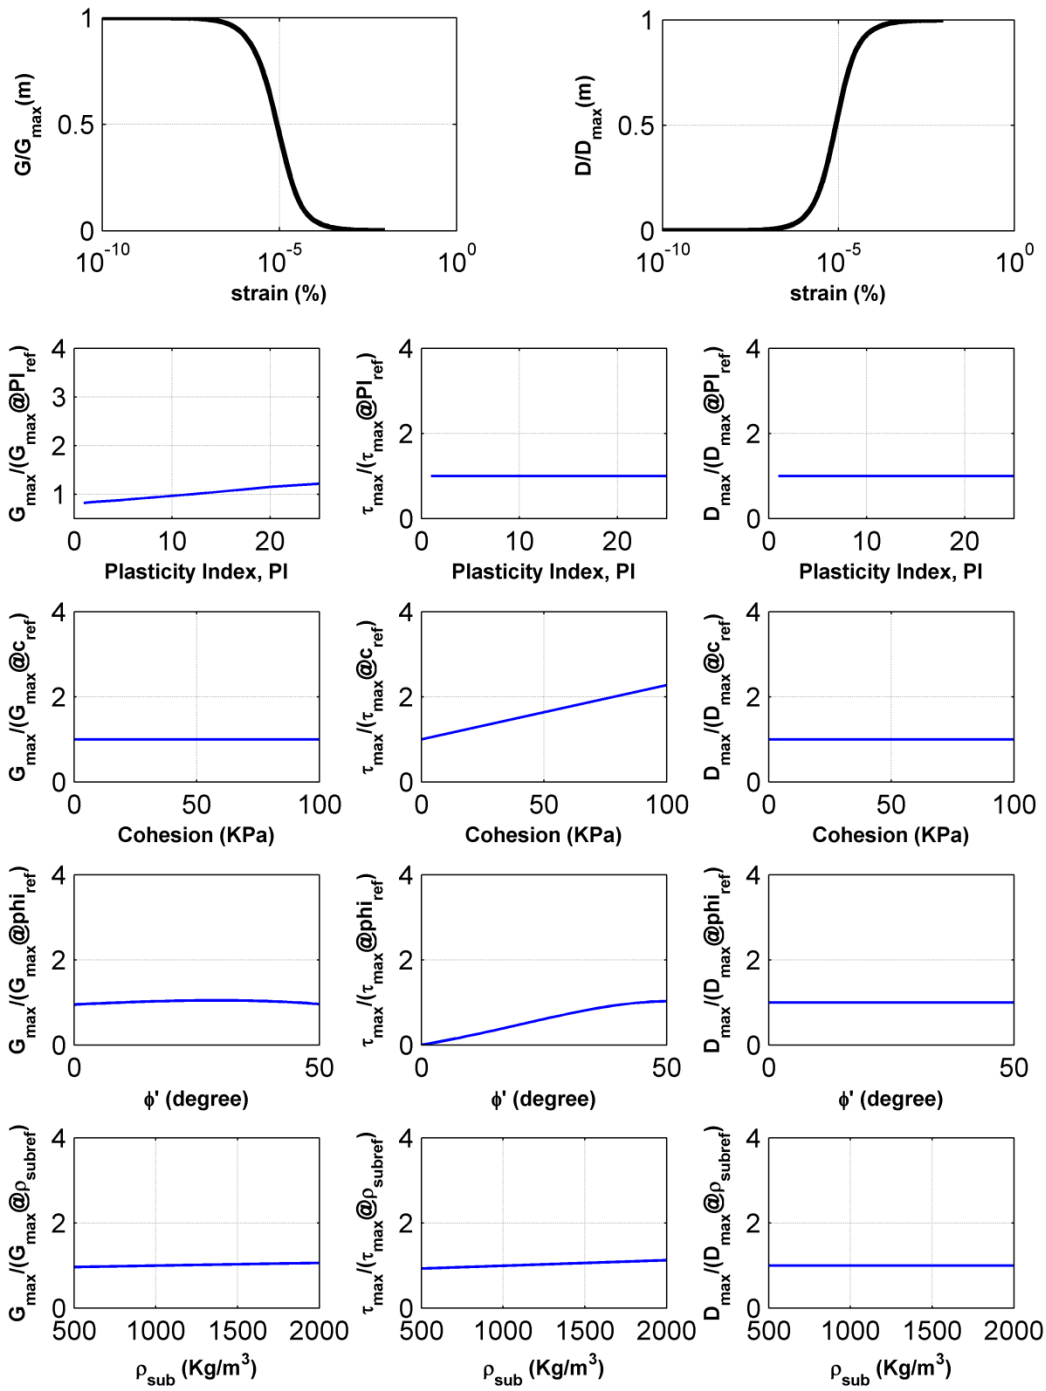 G/G_max(m)
1
0.5
0
10^-10 10^-5 10^0
strain (%)
D/D_max(m)
1
0.5
0
10^-10 10^-5 10^0
strain (%)
G_max/(G_max@PI_ref)
4
3
2
1
0 10 20
Plasticity Index, PI
τ_max/(τ_max@PI_ref)
4
2
0
0 10 20
Plasticity Index, PI
D_max/(D_max@PI_ref)
4
2
0
0 10 20
Plasticity Index, PI
G_max/(G_max@c_ref)
4
2
0
0 50 100
Cohesion (KPa)
τ_max/(τ_max@c_ref)
4
2
0
0 50 100
Cohesion (KPa)
D_max/(D_max@c_ref)
4
2
0
0 50 100
Cohesion (KPa)
G_max/(G_max@phi_ref)
4
2
0
0 50
ϕ' (degree)
τ_max/(τ_max@phi_ref)
4
2
0
0 50
ϕ' (degree)
D_max/(D_max@phi_ref)
4
2
0
0 50
ϕ' (degree)
G_max/(G_max@ρ_subref)
4
2
0
500 1000 1500 2000
ρ_sub (Kg/m³)
τ_max/(τ_max@ρ_subref)
4
2
0
500 1000 1500 2000
ρ_sub (Kg/m³)
D_max/(D_max@ρ_subref)
4
2
0
500 1000 1500 2000
ρ_sub (Kg/m³)